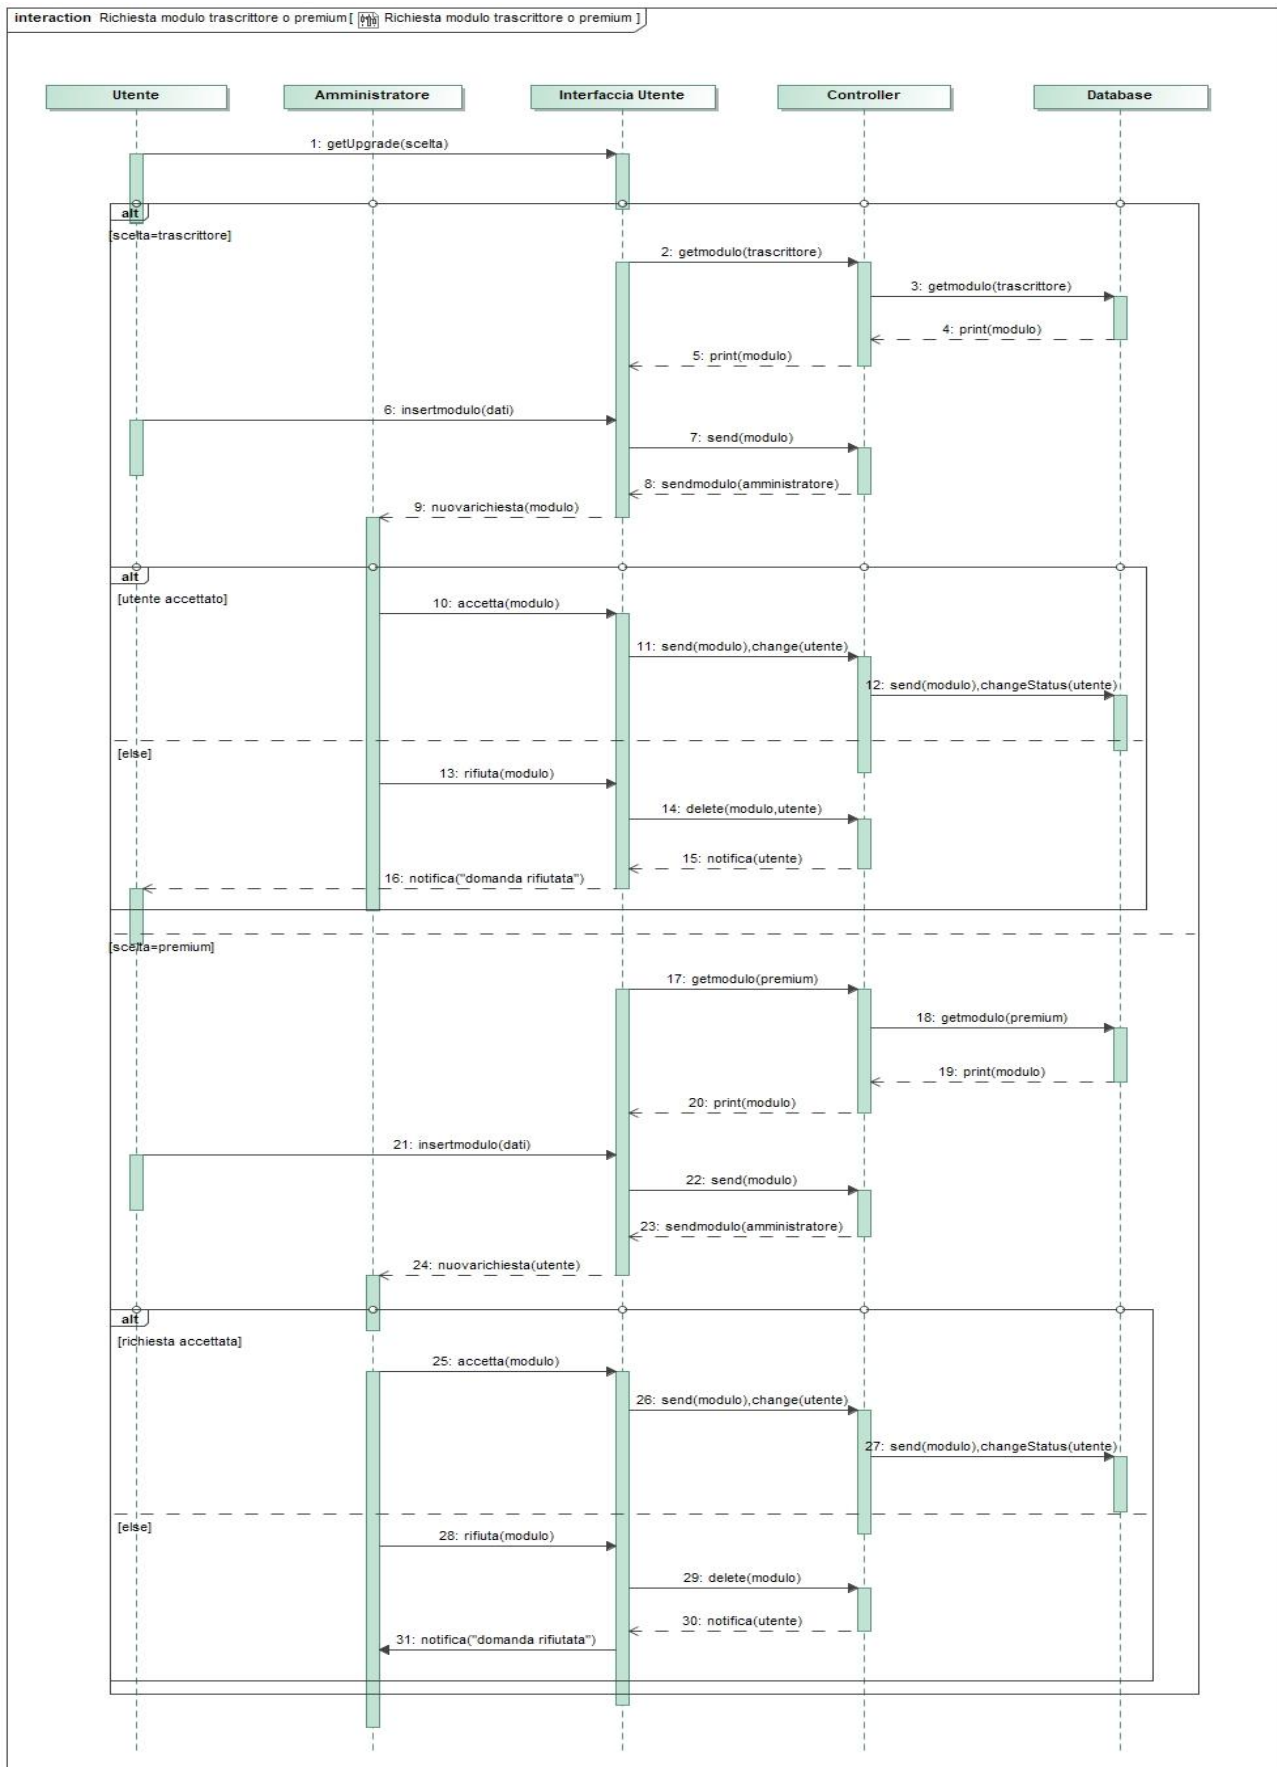 interaction Richiesta modulo trascrittore o premium [ Richiesta modulo trascrittore o premium ]
Utente
Amministratore
Interfaccia Utente
Controller
Database
1: getUpgrade(scelta)
alt
[scelta=trascrittore]
2: getmodulo(trascrittore)
3: getmodulo(trascrittore)
4: print(modulo)
5: print(modulo)
6: insertmodulo(dati)
7: send(modulo)
8: sendmodulo(amministratore)
9: nuovarichiesta(modulo)
alt
[utente accettato]
10: accetta(modulo)
11: send(modulo),change(utente)
12: send(modulo),changeStatus(utente)
[else]
13: rifiuta(modulo)
14: delete(modulo,utente)
15: notifica(utente)
16: notifica("domanda rifiutata")
[scelta=premium]
17: getmodulo(premium)
18: getmodulo(premium)
19: print(modulo)
20: print(modulo)
21: insertmodulo(dati)
22: send(modulo)
23: sendmodulo(amministratore)
24: nuovarichiesta(utente)
alt
[richiesta accettata]
25: accetta(modulo)
26: send(modulo),change(utente)
27: send(modulo),changeStatus(utente)
[else]
28: rifiuta(modulo)
29: delete(modulo)
30: notifica(utente)
31: notifica("domanda rifiutata")